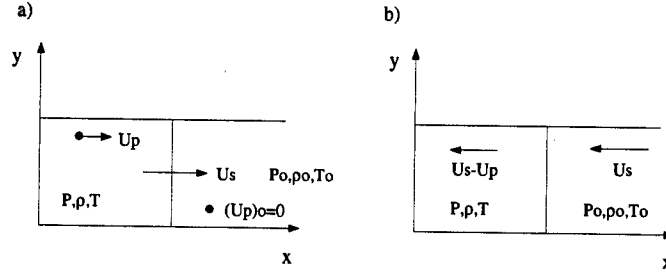 a)
y
Up
Us
Po,ρo,To
P,ρ,T
(Up)o=0
x
b)
y
Us-Up
Us
P,ρ,T
Po,ρo,To
x